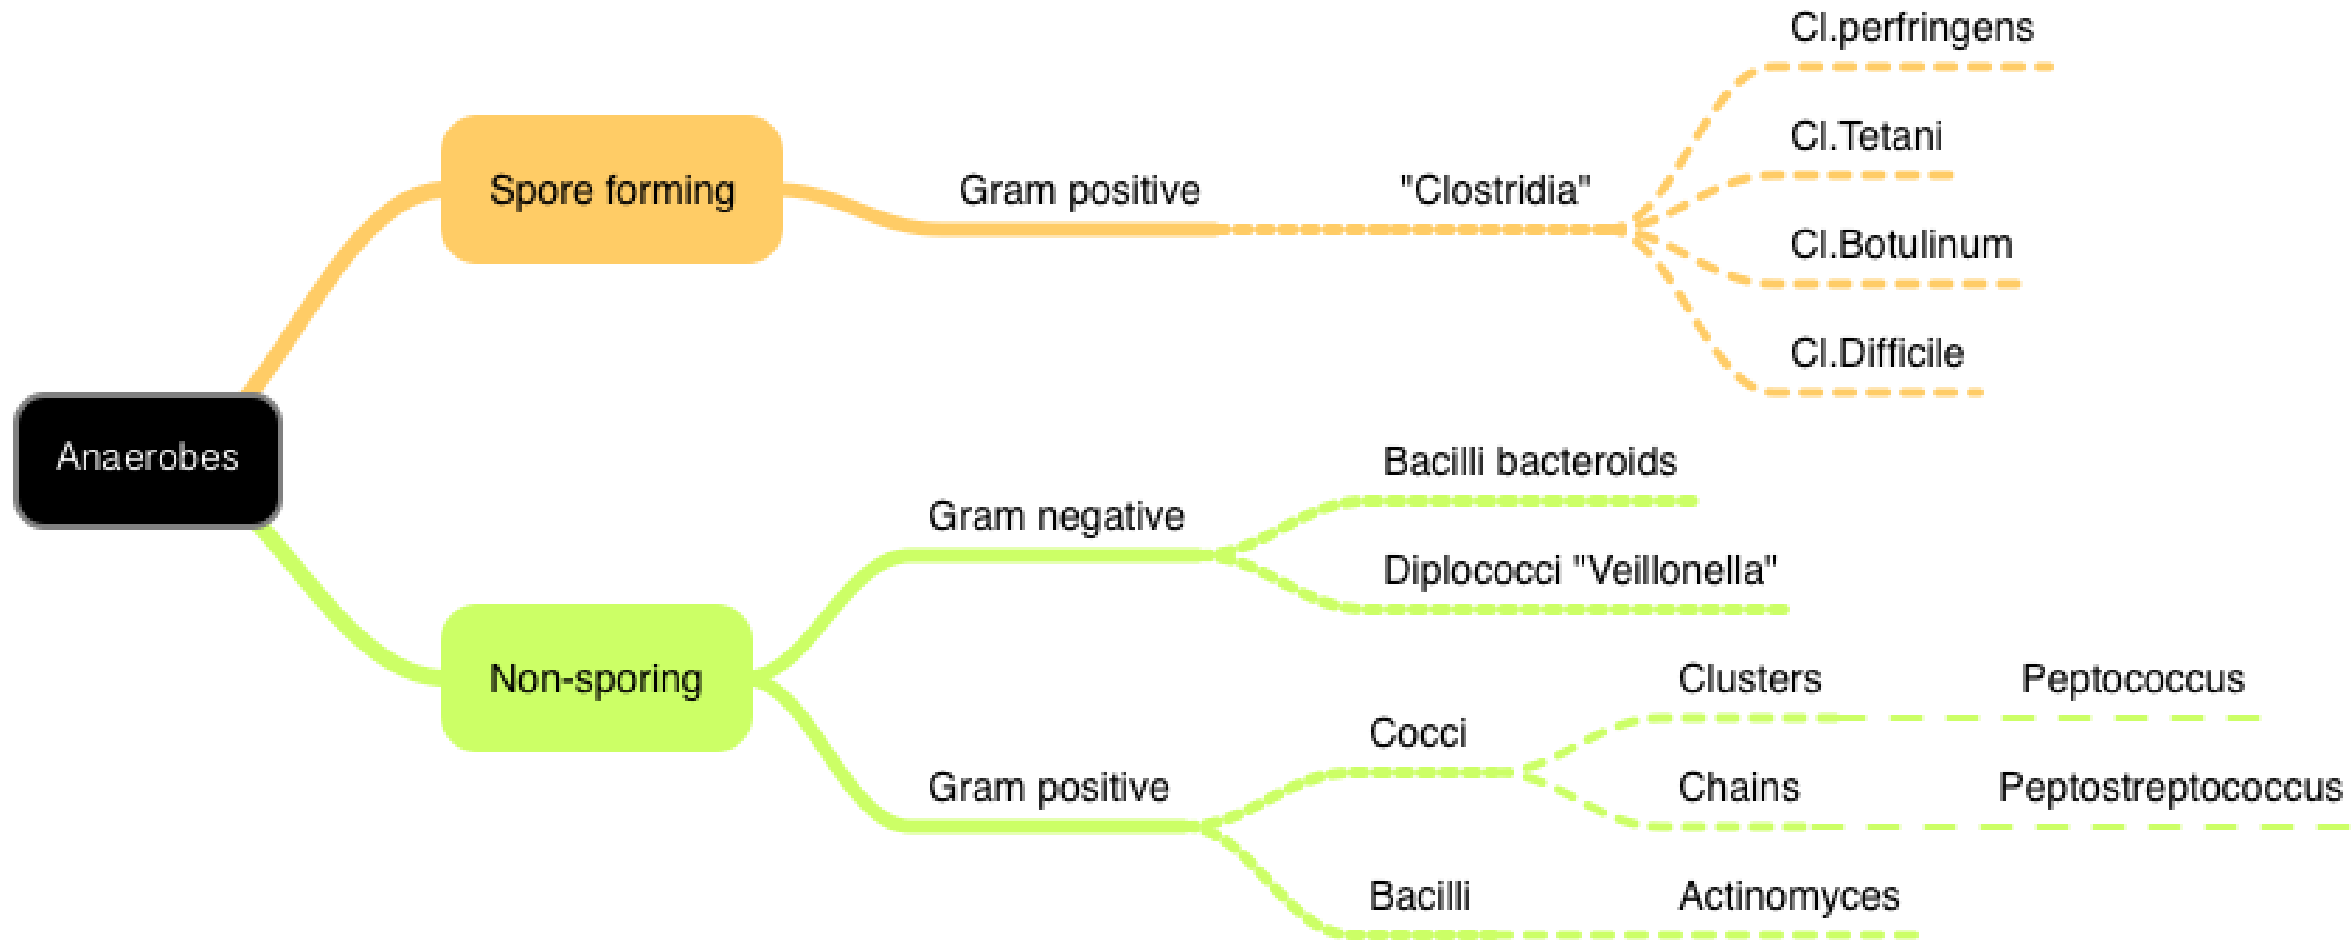 Anaerobes
Spore forming
Gram positive
"Clostridia"
Cl.perfringens
Cl.Tetani
Cl.Botulinum
Cl.Difficile
Non-sporing
Gram negative
Bacilli bacteroids
Diplococci "Veillonella"
Gram positive
Cocci
Clusters
Peptococcus
Chains
Peptostreptococcus
Bacilli
Actinomyces